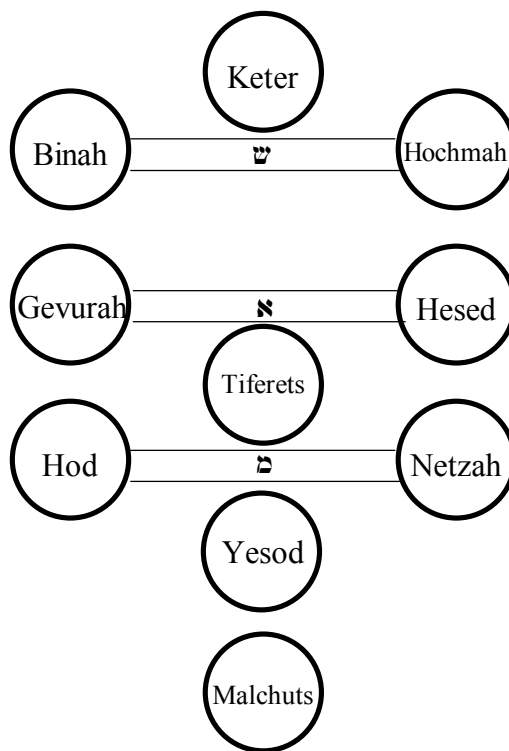 Keter
Binah
ש
Hochmah
Gevurah
א
Hesed
Tiferets
Hod
מ
Netzah
Yesod
Malchuts